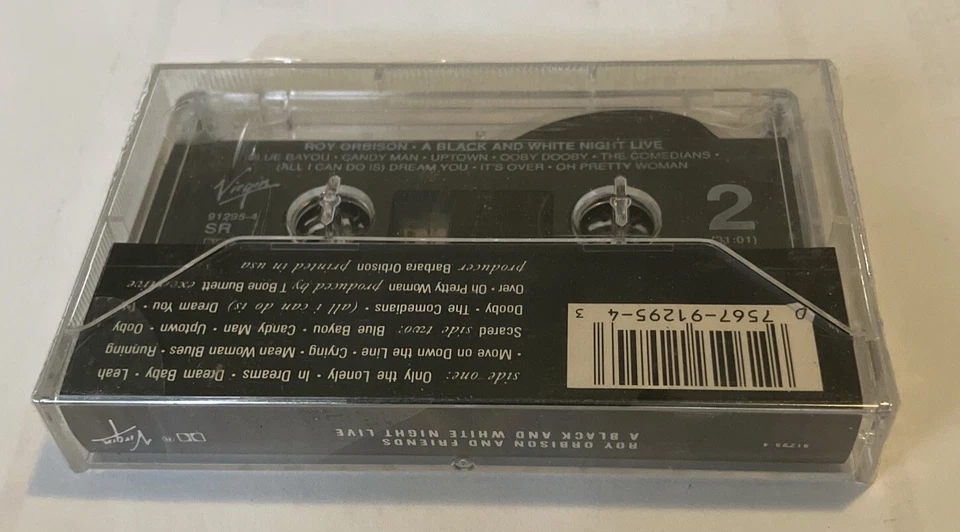 ROY ORBISON • A BLACK AND WHITE NIGHT LIVE
BLUE BAYOU • CANDY MAN • UPTOWN • OOBY DOOBY • THE COMEDIANS •
(ALL I CAN DO IS) DREAM YOU • IT'S OVER • OH PRETTY WOMAN
Virgin
91295-4
SR
2
(31:01)
side one: Only the Lonely • In Dreams • Dream Baby • Leah
• Move on Down the Line • Crying • Mean Woman Blues • Running
Scared side two: Blue Bayou • Candy Man • Uptown • Ooby
Dooby • The Comedians • (all i can do is) Dream You • It's
Over • Oh Pretty Woman produced by T Bone Burnett executive
producer Barbara Orbison printed in usa
P 7567-91295-4 3
ROY ORBISON AND FRIENDS
A BLACK AND WHITE NIGHT LIVE
91295-4
Virgin